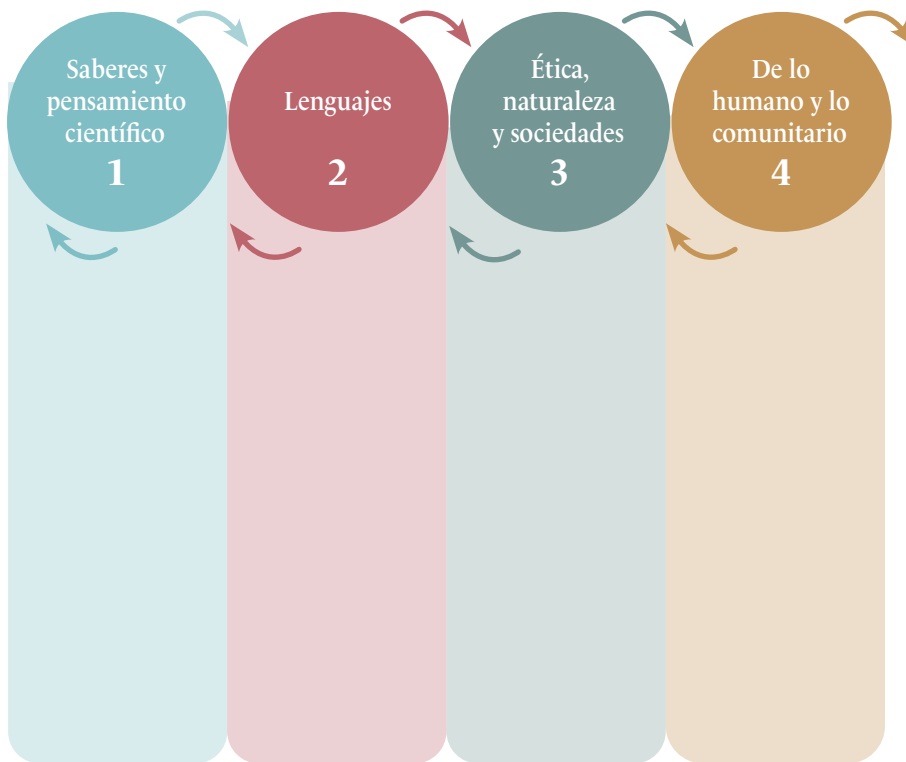 Saberes y
pensamiento
científico
1
Lenguajes
2
Ética,
naturaleza
y sociedades
3
De lo
humano y lo
comunitario
4